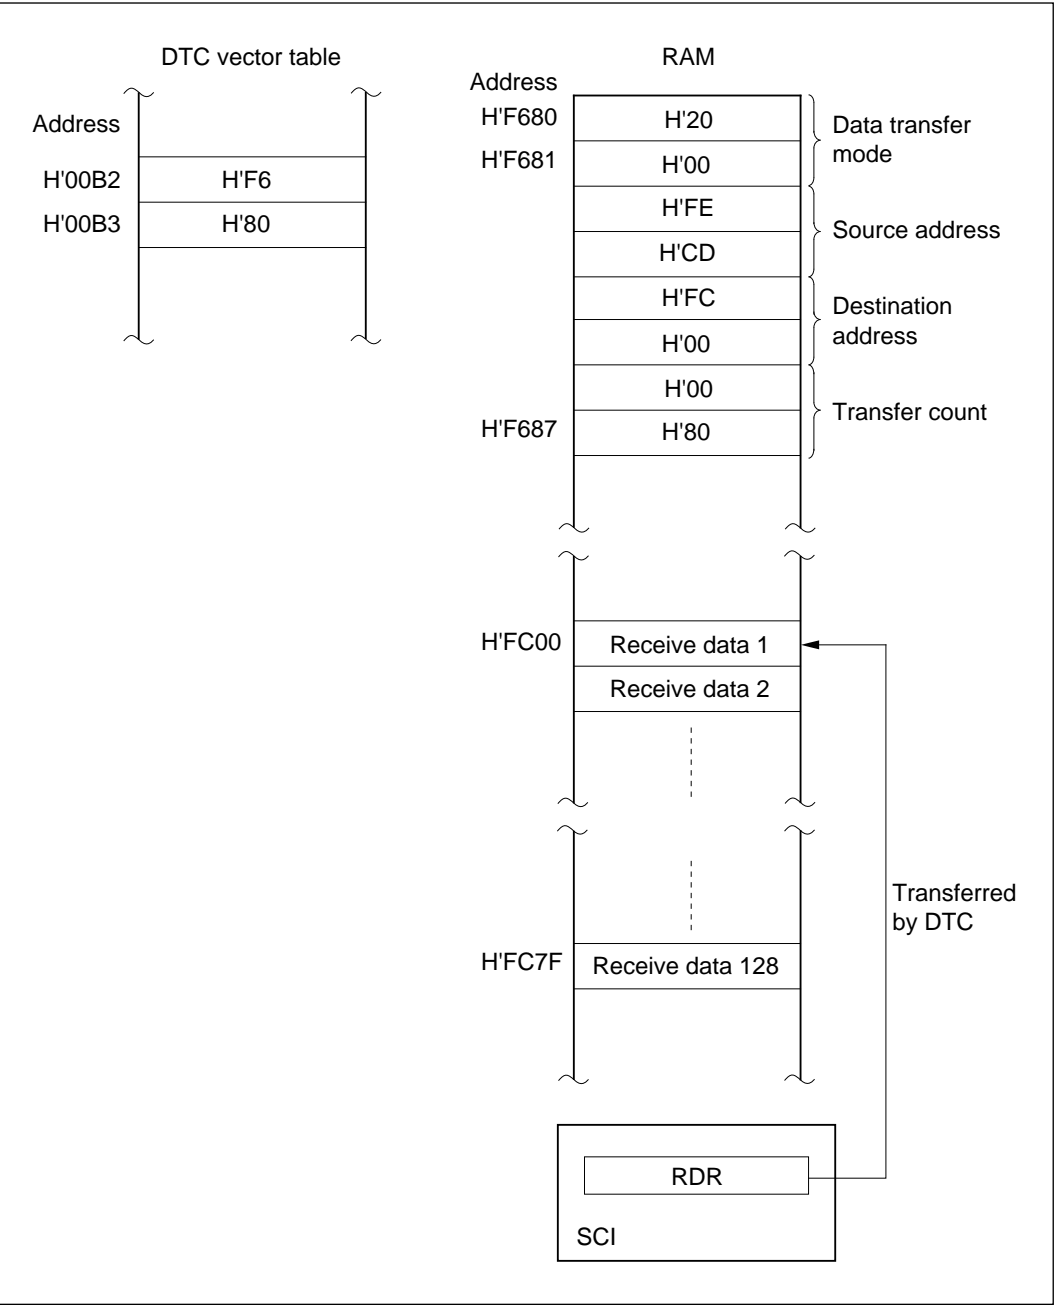 DTC vector table
Address
H'00B2
H'F6
H'00B3
H'80
RAM
Address
H'F680
H'20
H'F681
H'00
Data transfer
mode
H'FE
H'CD
Source address
H'FC
H'00
Destination
address
H'00
H'F687
H'80
Transfer count
H'FC00
Receive data 1
Receive data 2
H'FC7F
Receive data 128
Transferred
by DTC
RDR
SCI